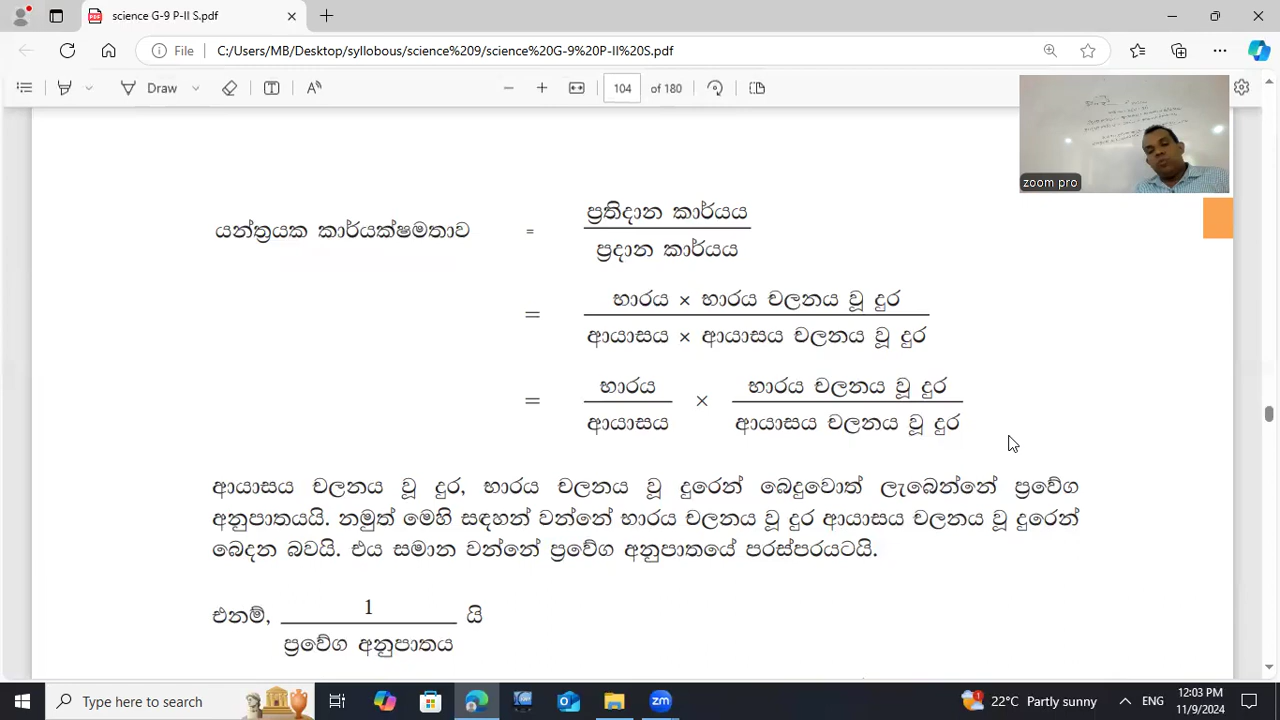 science G-9 P-II S.pdf
File C:/Users/MB/Desktop/syllobous/science%209/science%20G-9%20P-II%20S.pdf
Draw 104 of 180
zoom pro
යන්ත්‍රයක කාර්යක්ෂමතාව = ප්‍රතිදාන කාර්යය
ප්‍රදාන කාර්යය
= භාරය × භාරය චලනය වූ දුර
ආයාසය × ආයාසය චලනය වූ දුර
= භාරය × භාරය චලනය වූ දුර
ආයාසය ආයාසය චලනය වූ දුර
ආයාසය චලනය වූ දුර, භාරය චලනය වූ දුරෙන් බෙදුවොත් ලැබෙන්නේ ප්‍රවේග
අනුපාතයයි. නමුත් මෙහි සඳහන් වන්නේ භාරය චලනය වූ දුර ආයාසය චලනය වූ දුරෙන්
බෙදන බවයි. එය සමාන වන්නේ ප්‍රවේග අනුපාතයේ පරස්පරයටයි.
එනම්, 1 යි
ප්‍රවේග අනුපාතය
Type here to search
22°C Partly sunny ENG 12:03 PM
11/9/2024